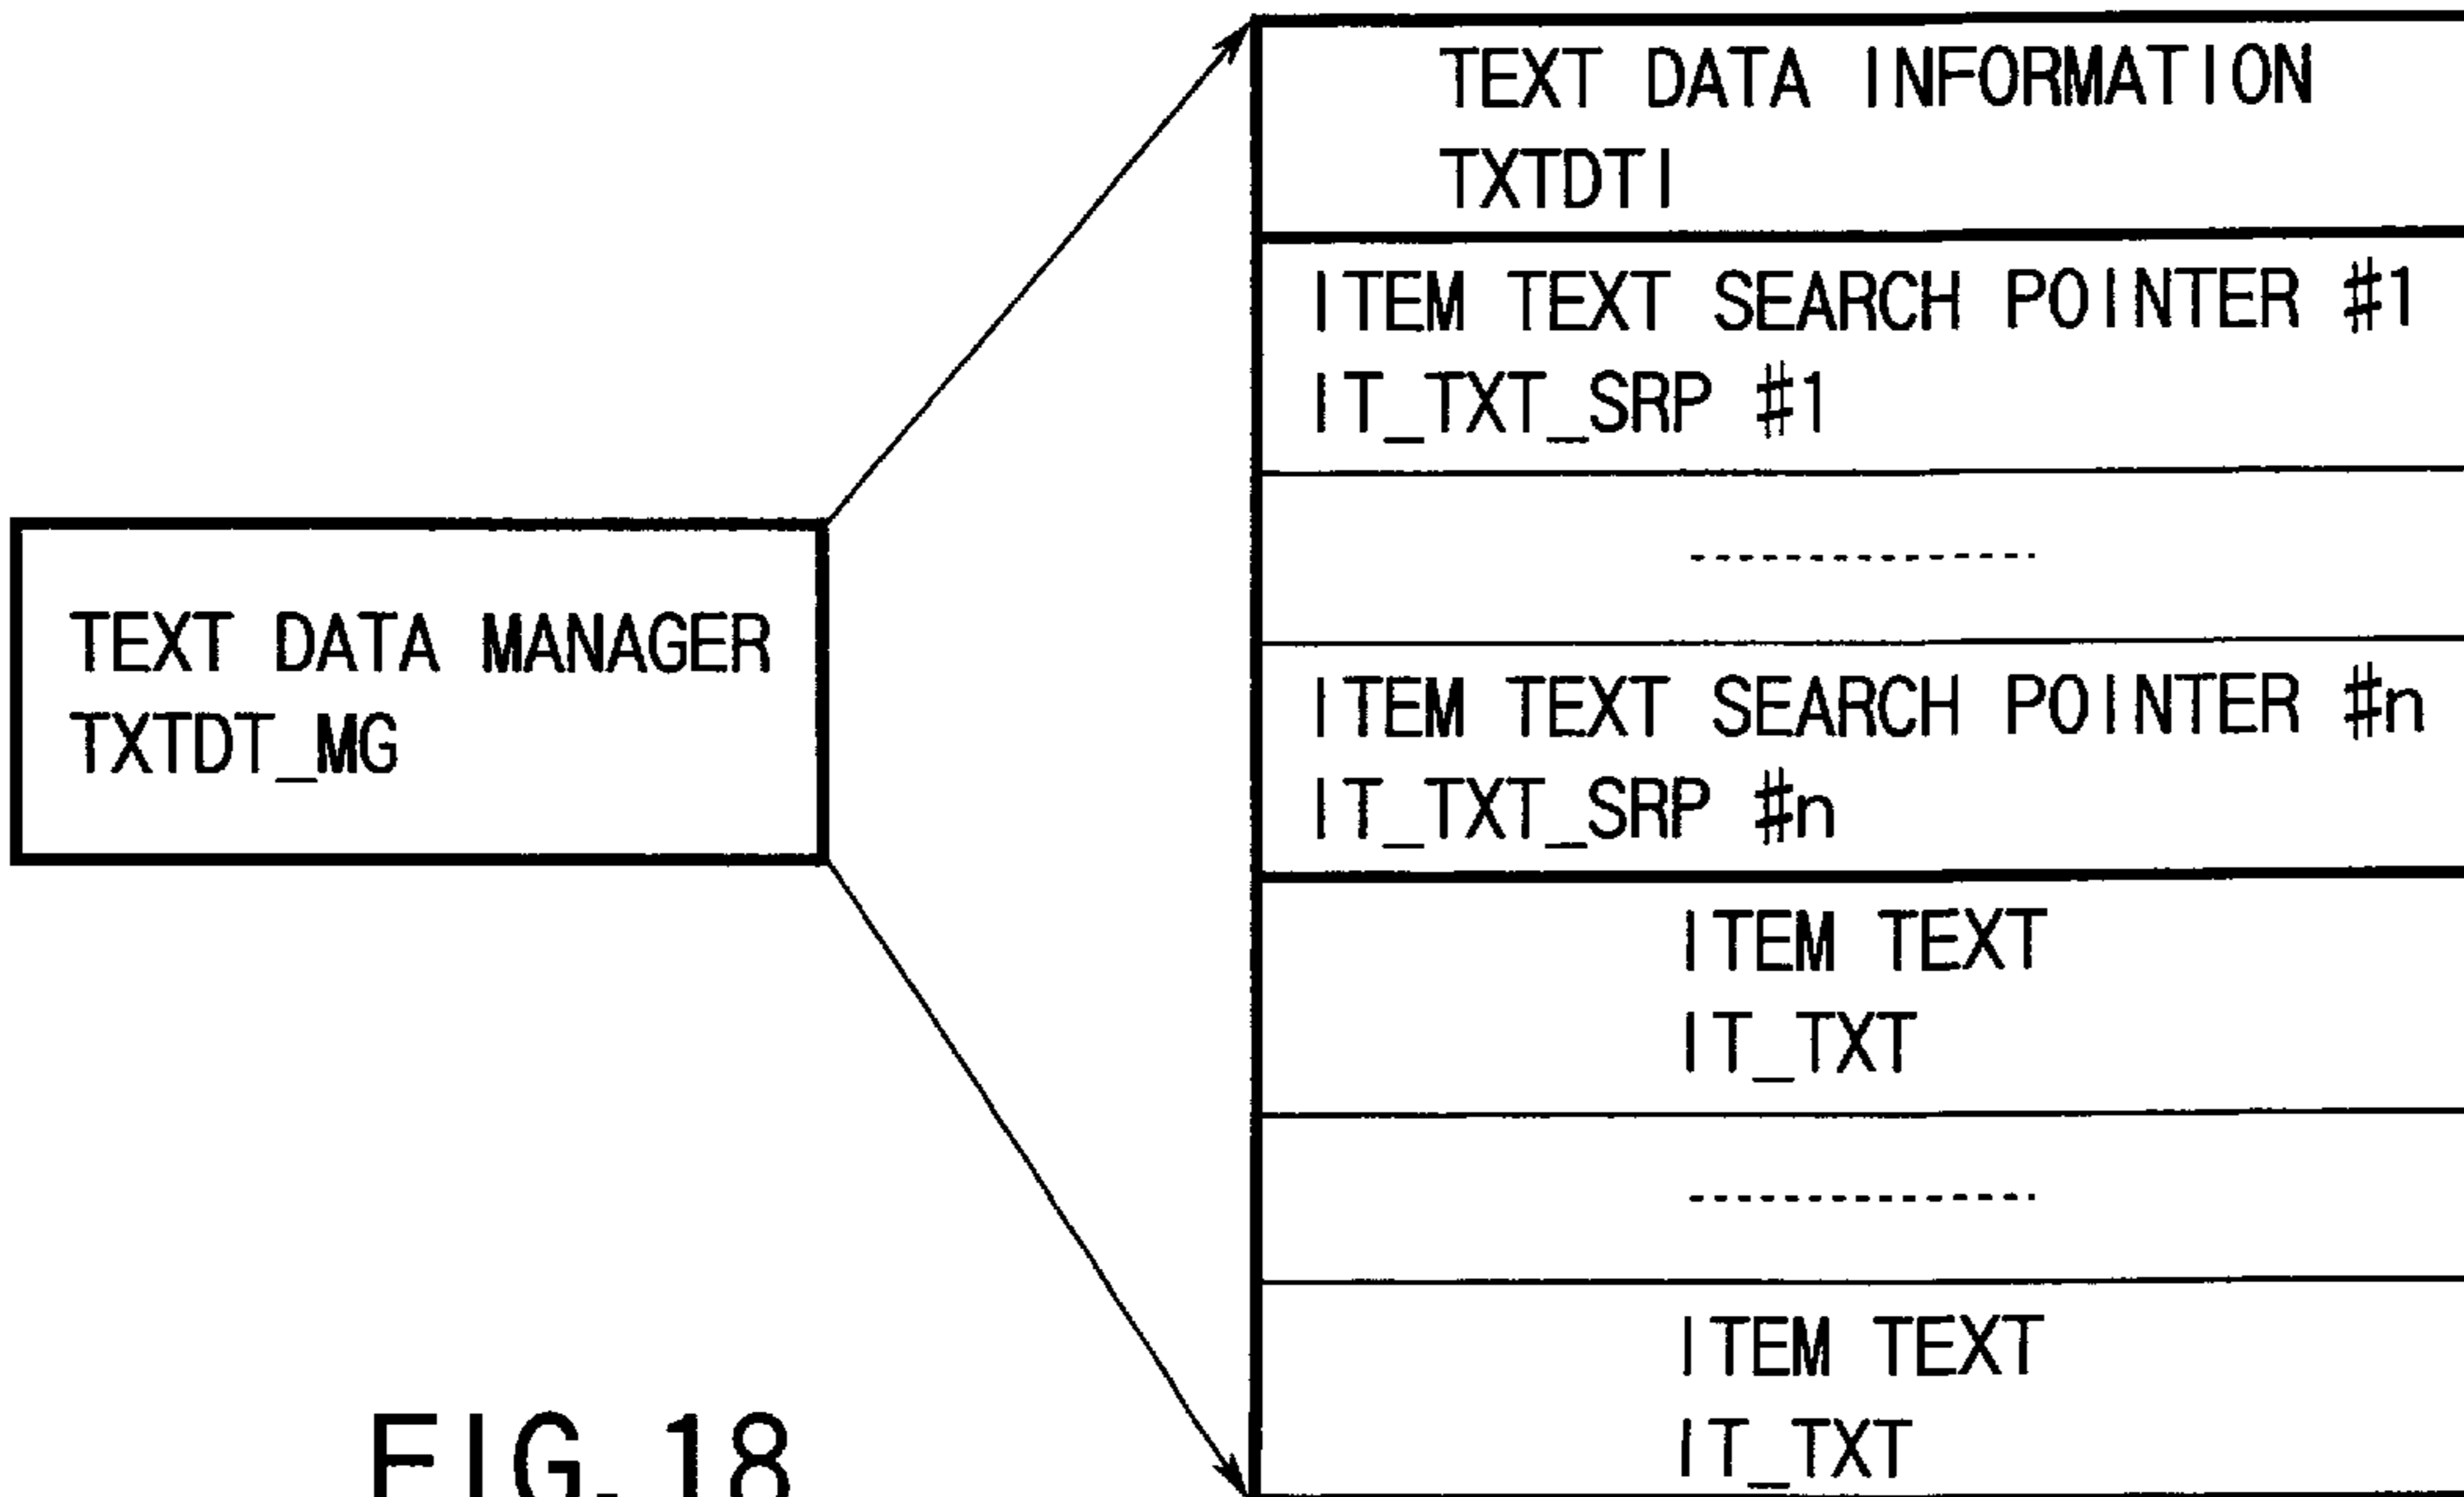 TEXT DATA INFORMATION
TXTDTI
ITEM TEXT SEARCH POINTER #1
IT_TXT_SRP #1
TEXT DATA MANAGER
TXTDT_MG
ITEM TEXT SEARCH POINTER #n
IT_TXT_SRP #n
ITEM TEXT
IT_TXT
ITEM TEXT
IT_TXT
FIG. 18